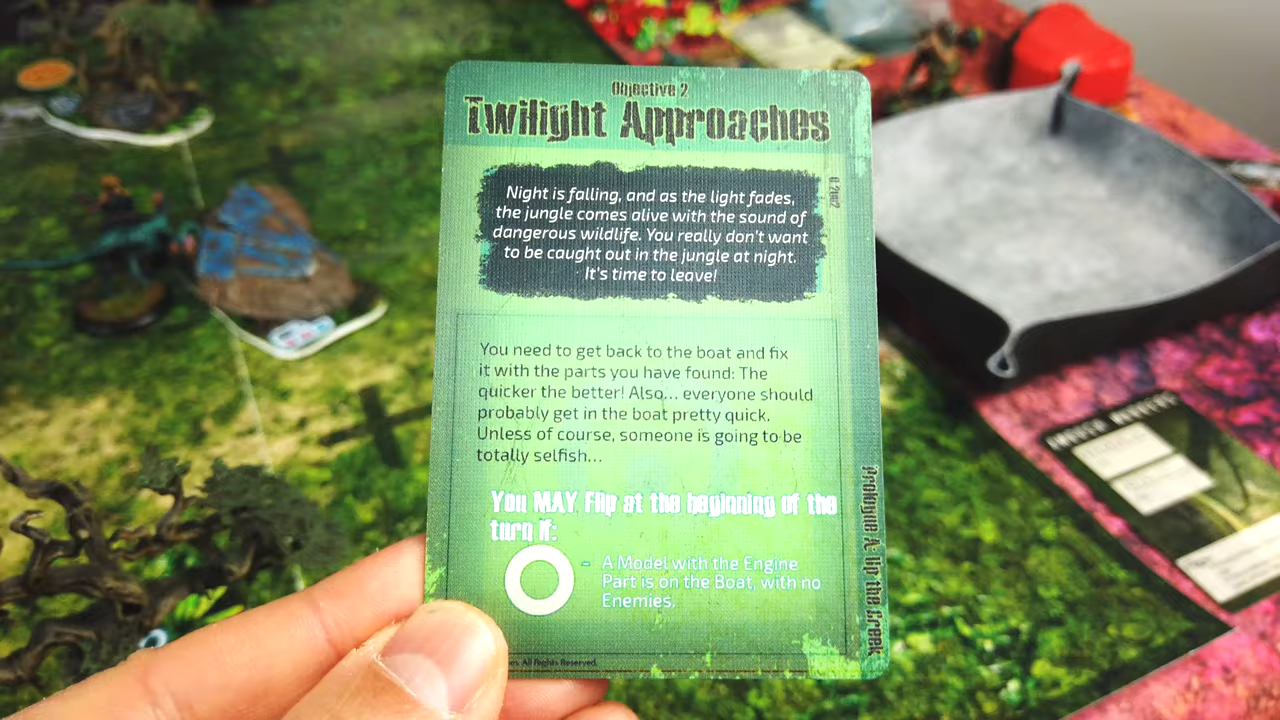 Objective 2
Twilight Approaches
Night is falling, and as the light fades,
the jungle comes alive with the sound of
dangerous wildlife. You really don't want
to be caught out in the jungle at night.
It's time to leave!
You need to get back to the boat and fix
it with the parts you have found: The
quicker the better! Also... everyone should
probably get in the boat pretty quick.
Unless of course, someone is going to be
totally selfish...
You MAY Flip at the beginning of the
turn if:
- A Model with the Engine
Part is on the Boat, with no
Enemies.
Prologue A: Up the Creek
All Rights Reserved.